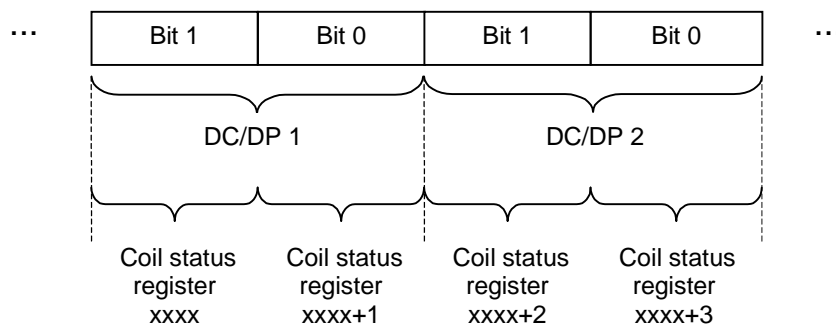 ... Bit 1 Bit 0 Bit 1 Bit 0 ..
DC/DP 1 DC/DP 2
Coil status Coil status Coil status Coil status
register register register register
xxxx xxxx+1 xxxx+2 xxxx+3